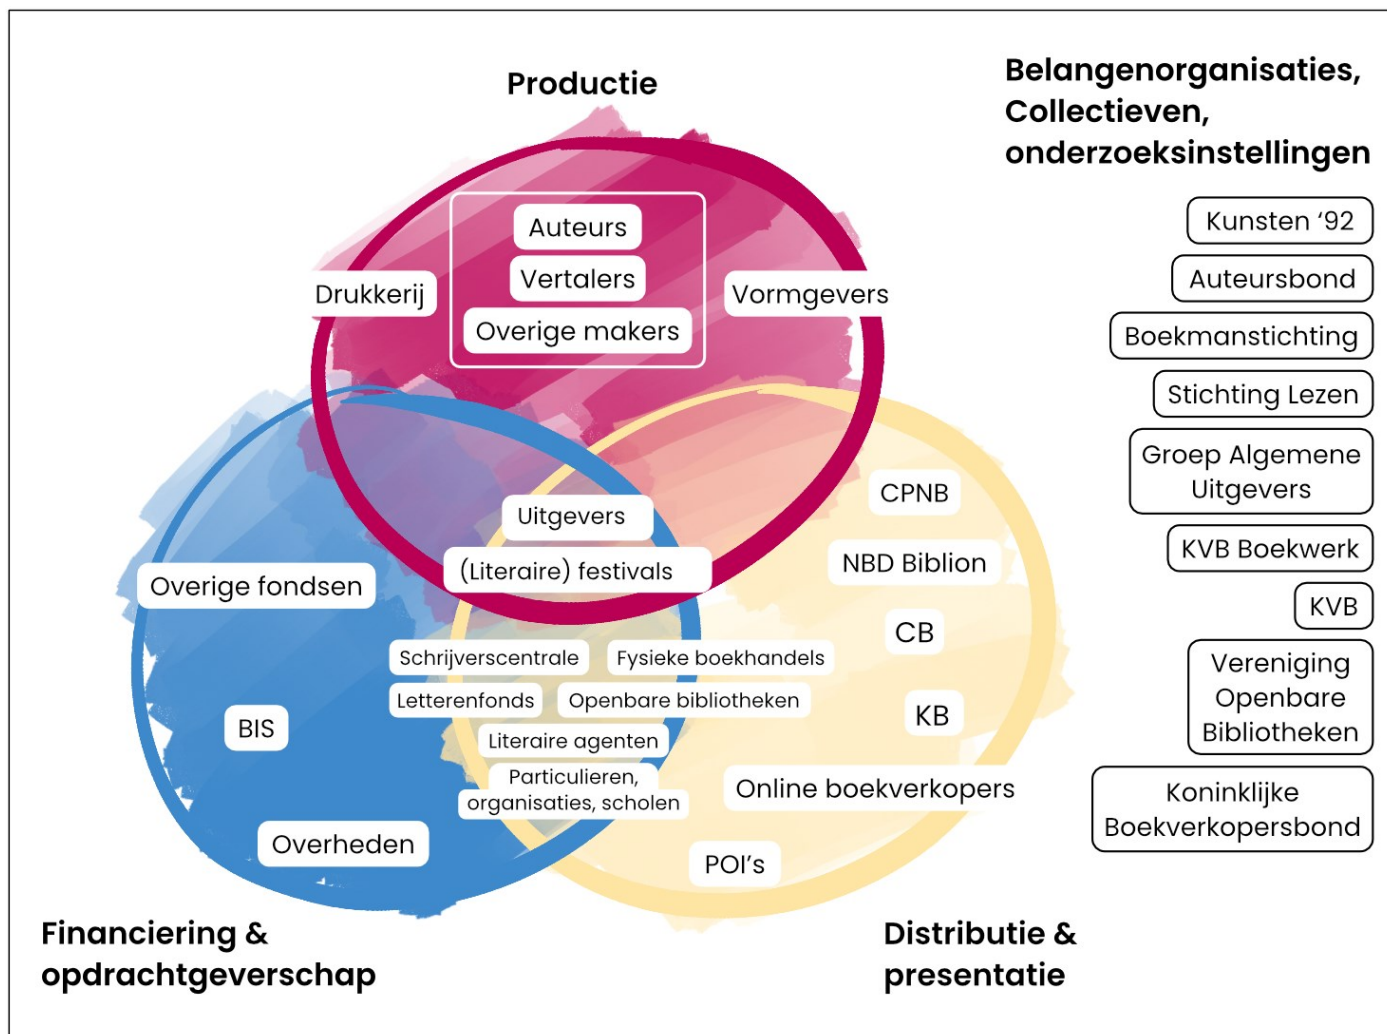 Productie
Auteurs
Vertalers
Overige makers
Drukkerij
Vormgevers
Uitgevers
(Literaire) festivals
Overige fondsen
BIS
Overheden
Schrijverscentrale
Fysieke boekhandels
Letterenfonds
Openbare bibliotheken
Literaire agenten
Particulieren,
organisaties, scholen
CPNB
NBD Biblion
CB
KB
Online boekverkopers
POI’s
Financiering &
opdrachtgeverschap
Distributie &
presentatie
Belangenorganisaties,
Collectieven,
onderzoeksinstellingen
Kunsten ‘92
Auteursbond
Boekmanstichting
Stichting Lezen
Groep Algemene
Uitgevers
KVB Boekwerk
KVB
Vereniging
Openbare
Bibliotheken
Koninklijke
Boekverkopersbond